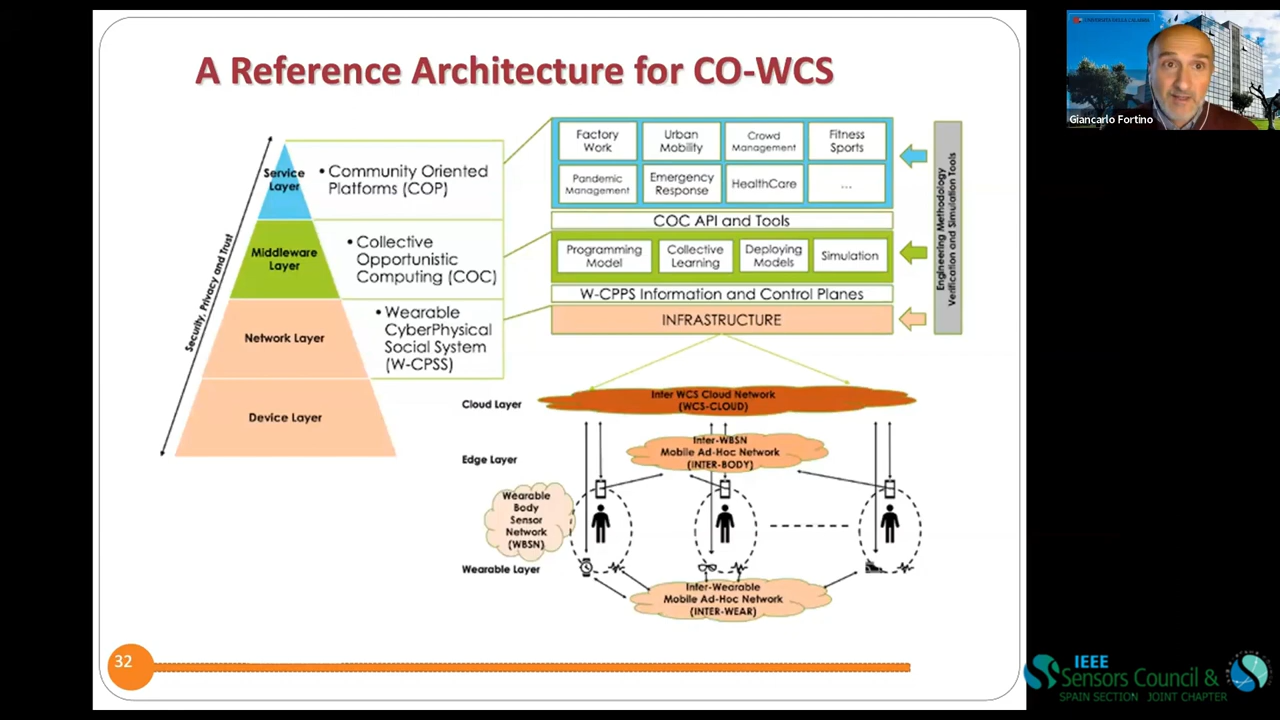 A Reference Architecture for CO-WCS
Security, Privacy and Trust
Service
Layer
• Community Oriented
Platforms (COP)
Middleware
Layer
• Collective
Opportunistic
Computing (COC)
Network Layer
• Wearable
CyberPhysical
Social System
(W-CPSS)
Device Layer
Factory
Work
Urban
Mobility
Crowd
Management
Fitness
Sports
Pandemic
Management
Emergency
Response
HealthCare
...
COC API and Tools
Programming
Model
Collective
Learning
Deploying
Models
Simulation
W-CPPS Information and Control Planes
INFRASTRUCTURE
Engineering Methodology
Verification and Simulation Tools
Cloud Layer
Inter WCS Cloud Network
(WCS-CLOUD)
Edge Layer
Inter-WBSN
Mobile Ad-Hoc Network
(INTER-BODY)
Wearable
Body
Sensor
Network
(WBSN)
Wearable Layer
Inter-Wearable
Mobile Ad-Hoc Network
(INTER-WEAR)
32
Giancarlo Fortino
IEEE
Sensors Council &
SPAIN SECTION JOINT CHAPTER